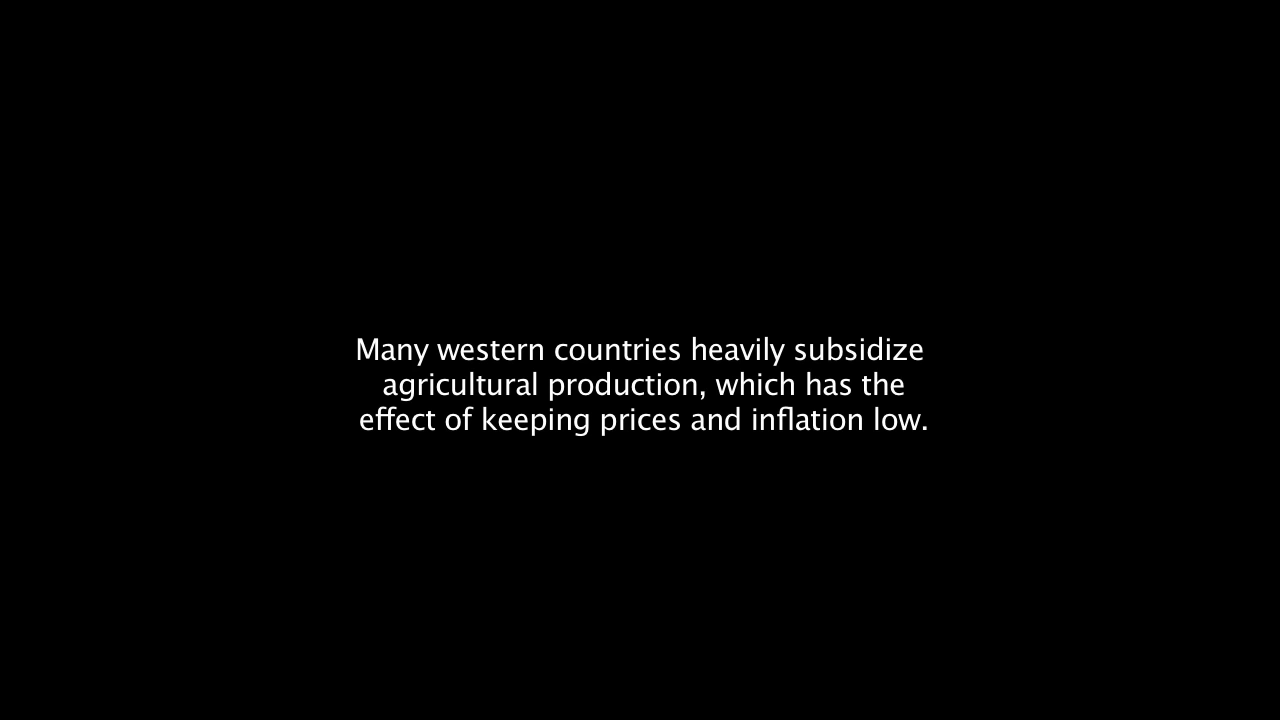 Many western countries heavily subsidize
agricultural production, which has the
effect of keeping prices and inflation low.